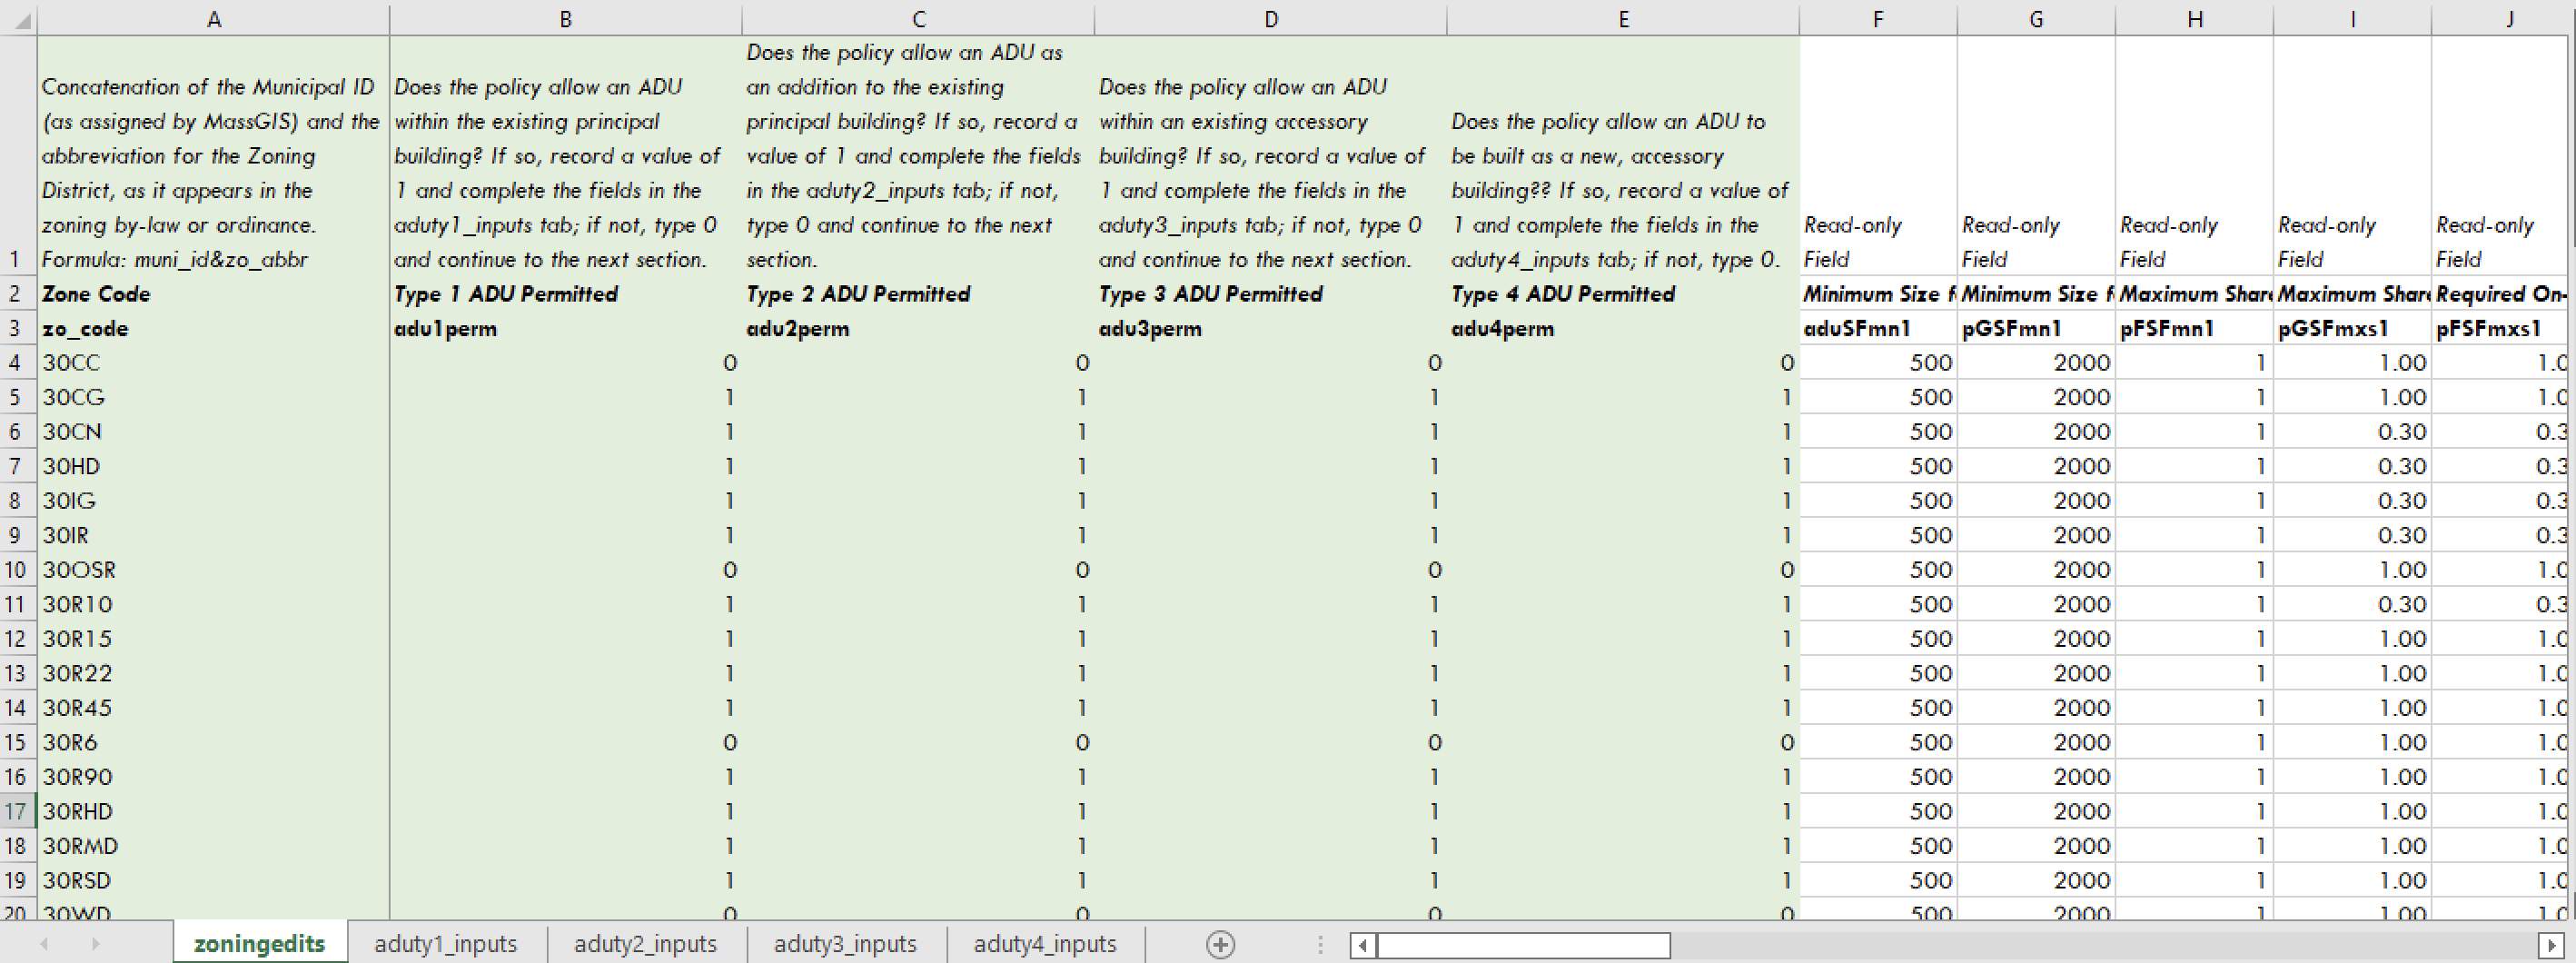 A B C D E F G H I J
Does the policy allow an ADU as
Concatenation of the Municipal ID Does the policy allow an ADU an addition to the existing Does the policy allow an ADU
(as assigned by MassGIS) and the within the existing principal principal building? If so, record a within an existing accessory Does the policy allow an ADU to
abbreviation for the Zoning building? If so, record a value of value of 1 and complete the fields building? If so, record a value of be built as a new, accessory
District, as it appears in the 1 and complete the fields in the in the aduty2_inputs tab; if not, 1 and complete the fields in the building?? If so, record a value of
zoning by-law or ordinance. aduty1_inputs tab; if not, type 0 type 0 and continue to the next aduty3_inputs tab; if not, type 0 1 and complete the fields in the Read-only Read-only Read-only Read-only Read-only
1 Formula: muni_id&zo_abbr and continue to the next section. section. and continue to the next section. aduty4_inputs tab; if not, type 0. Field Field Field Field Field
2 Zone Code Type 1 ADU Permitted Type 2 ADU Permitted Type 3 ADU Permitted Type 4 ADU Permitted Minimum Size f Minimum Size f Maximum Share Maximum Share Required On-
3 zo_code adu1perm adu2perm adu3perm adu4perm aduSFmn1 pGSFmn1 pFSFmn1 pGSFmxs1 pFSFmxs1
4 30CC 0 0 0 0 500 2000 1 1.00 1.0
5 30CG 1 1 1 1 500 2000 1 1.00 1.0
6 30CN 1 1 1 1 500 2000 1 0.30 0.3
7 30HD 1 1 1 1 500 2000 1 0.30 0.3
8 30IG 1 1 1 1 500 2000 1 0.30 0.3
9 30IR 1 1 1 1 500 2000 1 0.30 0.3
10 30OSR 0 0 0 0 500 2000 1 1.00 1.0
11 30R10 1 1 1 1 500 2000 1 0.30 0.3
12 30R15 1 1 1 1 500 2000 1 1.00 1.0
13 30R22 1 1 1 1 500 2000 1 1.00 1.0
14 30R45 1 1 1 1 500 2000 1 1.00 1.0
15 30R6 0 0 0 0 500 2000 1 1.00 1.0
16 30R90 1 1 1 1 500 2000 1 1.00 1.0
17 30RHD 1 1 1 1 500 2000 1 1.00 1.0
18 30RMD 1 1 1 1 500 2000 1 1.00 1.0
19 30RSD 1 1 1 1 500 2000 1 1.00 1.0
20 30WD 0 0 0 0 500 2000 1 1.00 1.0
zoningedits aduty1_inputs aduty2_inputs aduty3_inputs aduty4_inputs